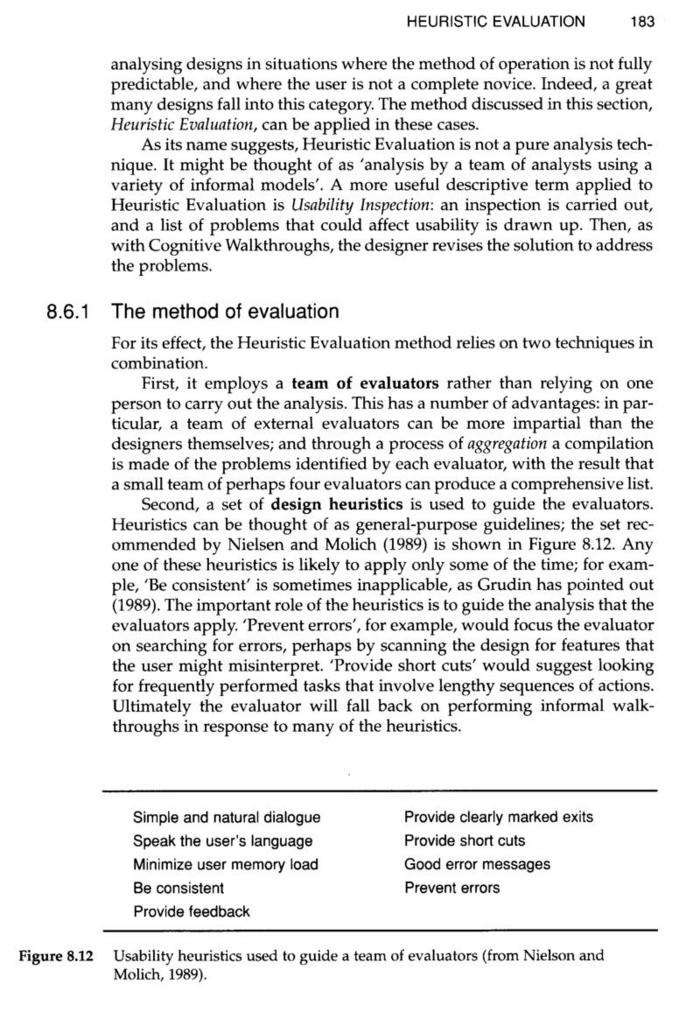 HEURISTIC EVALUATION 183
analysing designs in situations where the method of operation is not fully
predictable, and where the user is not a complete novice. Indeed, a great
many designs fall into this category. The method discussed in this section,
Heuristic Evaluation, can be applied in these cases.
As its name suggests, Heuristic Evaluation is not a pure analysis tech-
nique. It might be thought of as ‘analysis by a team of analysts using a
variety of informal models’. A more useful descriptive term applied to
Heuristic Evaluation is Usability Inspection: an inspection is carried out,
and a list of problems that could affect usability is drawn up. Then, as
with Cognitive Walkthroughs, the designer revises the solution to address
the problems.
8.6.1 The method of evaluation
For its effect, the Heuristic Evaluation method relies on two techniques in
combination.
First, it employs a team of evaluators rather than relying on one
person to carry out the analysis. This has a number of advantages: in par-
ticular, a team of external evaluators can be more impartial than the
designers themselves; and through a process of aggregation a compilation
is made of the problems identified by each evaluator, with the result that
a small team of perhaps four evaluators can produce a comprehensive list.
Second, a set of design heuristics is used to guide the evaluators.
Heuristics can be thought of as general-purpose guidelines; the set rec-
ommended by Nielsen and Molich (1989) is shown in Figure 8.12. Any
one of these heuristics is likely to apply only some of the time; for exam-
ple, ‘Be consistent’ is sometimes inapplicable, as Grudin has pointed out
(1989). The important role of the heuristics is to guide the analysis that the
evaluators apply. ‘Prevent errors’, for example, would focus the evaluator
on searching for errors, perhaps by scanning the design for features that
the user might misinterpret. ‘Provide short cuts’ would suggest looking
for frequently performed tasks that involve lengthy sequences of actions.
Ultimately the evaluator will fall back on performing informal walk-
throughs in response to many of the heuristics.
Simple and natural dialogue
Speak the user's language
Minimize user memory load
Be consistent
Provide feedback
Provide clearly marked exits
Provide short cuts
Good error messages
Prevent errors
Figure 8.12 Usability heuristics used to guide a team of evaluators (from Nielson and
Molich, 1989).